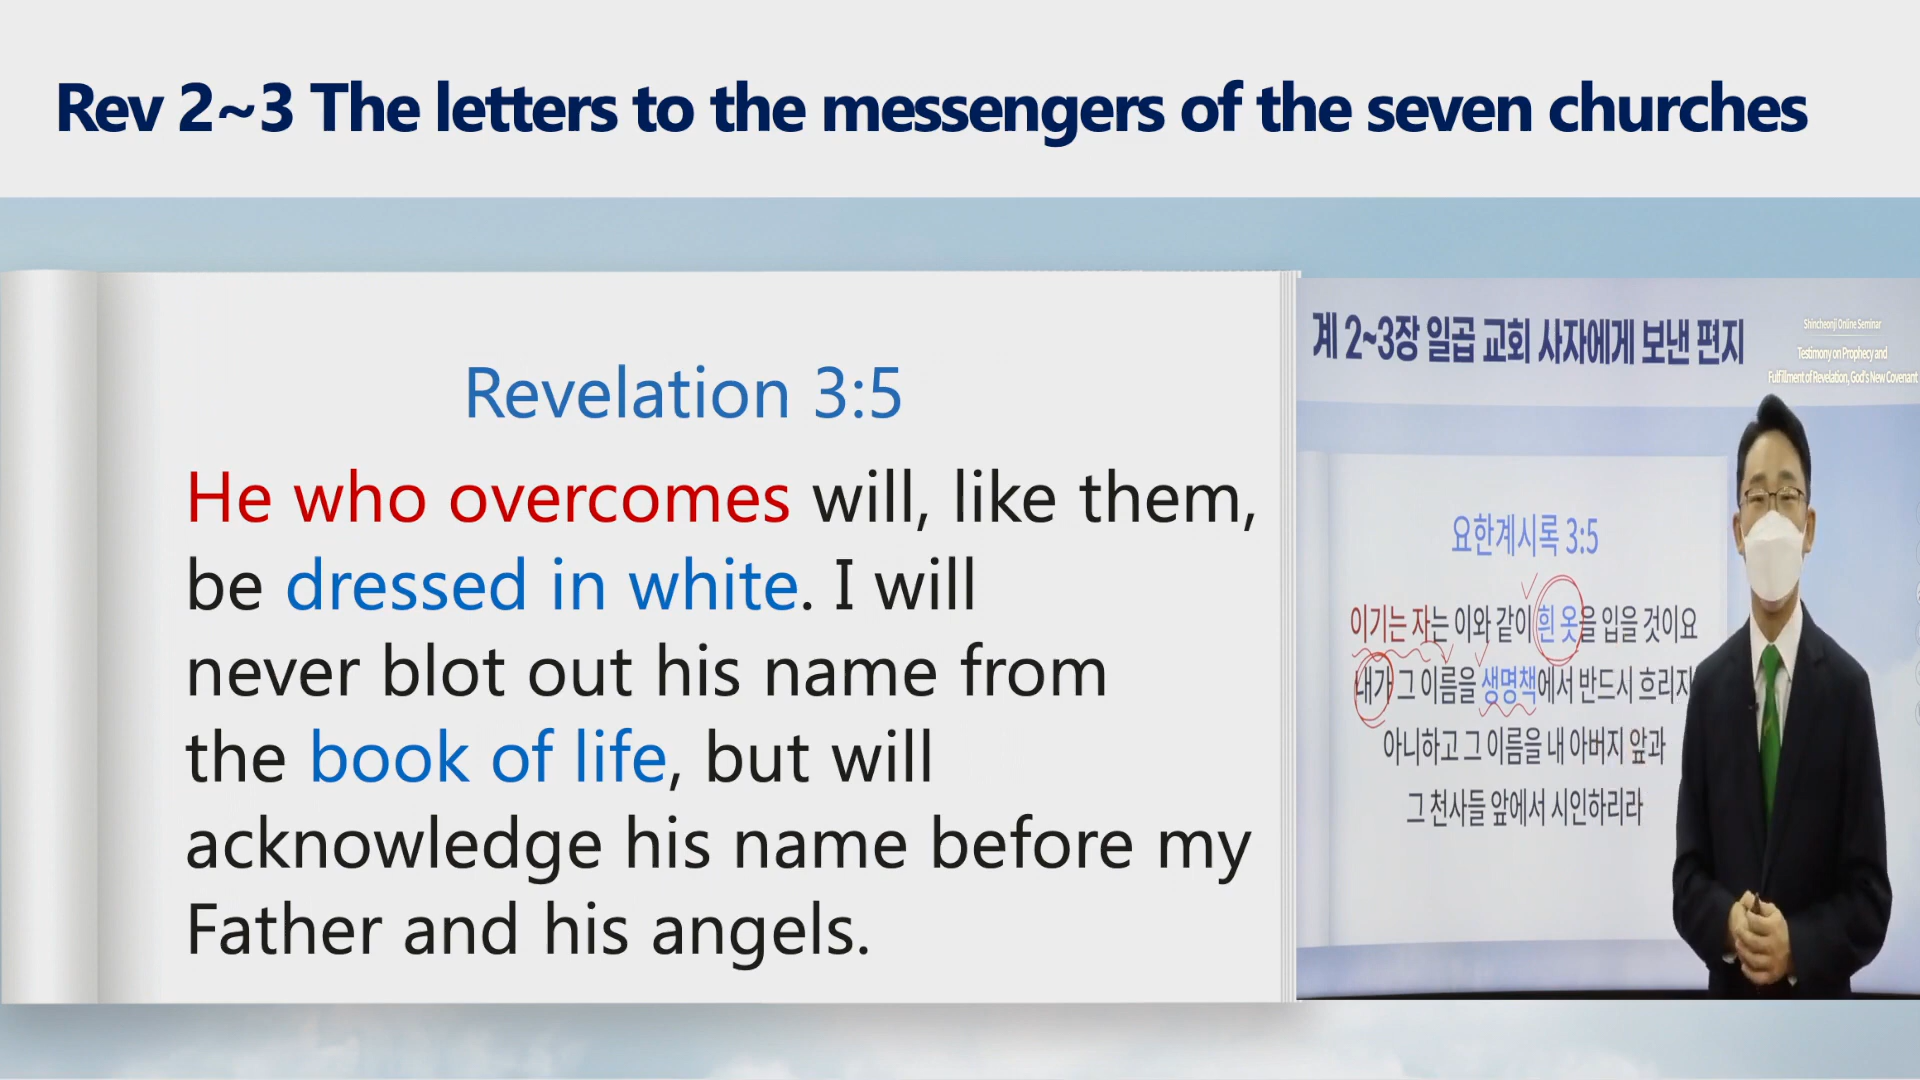 Rev 2~3 The letters to the messengers of the seven churches
Revelation 3:5
He who overcomes will, like them,
be dressed in white. I will
never blot out his name from
the book of life, but will
acknowledge his name before my
Father and his angels.
계 2~3장 일곱 교회 사자에게 보낸 편지
Shincheonji Online Seminar
Testimony on Prophecy and
Fulfillment of Revelation, God's New Covenant
요한계시록 3:5
이기는 자는 이와 같이 흰 옷을 입을 것이요
내가 그 이름을 생명책에서 반드시 흐리지
아니하고 그 이름을 내 아버지 앞과
그 천사들 앞에서 시인하리라